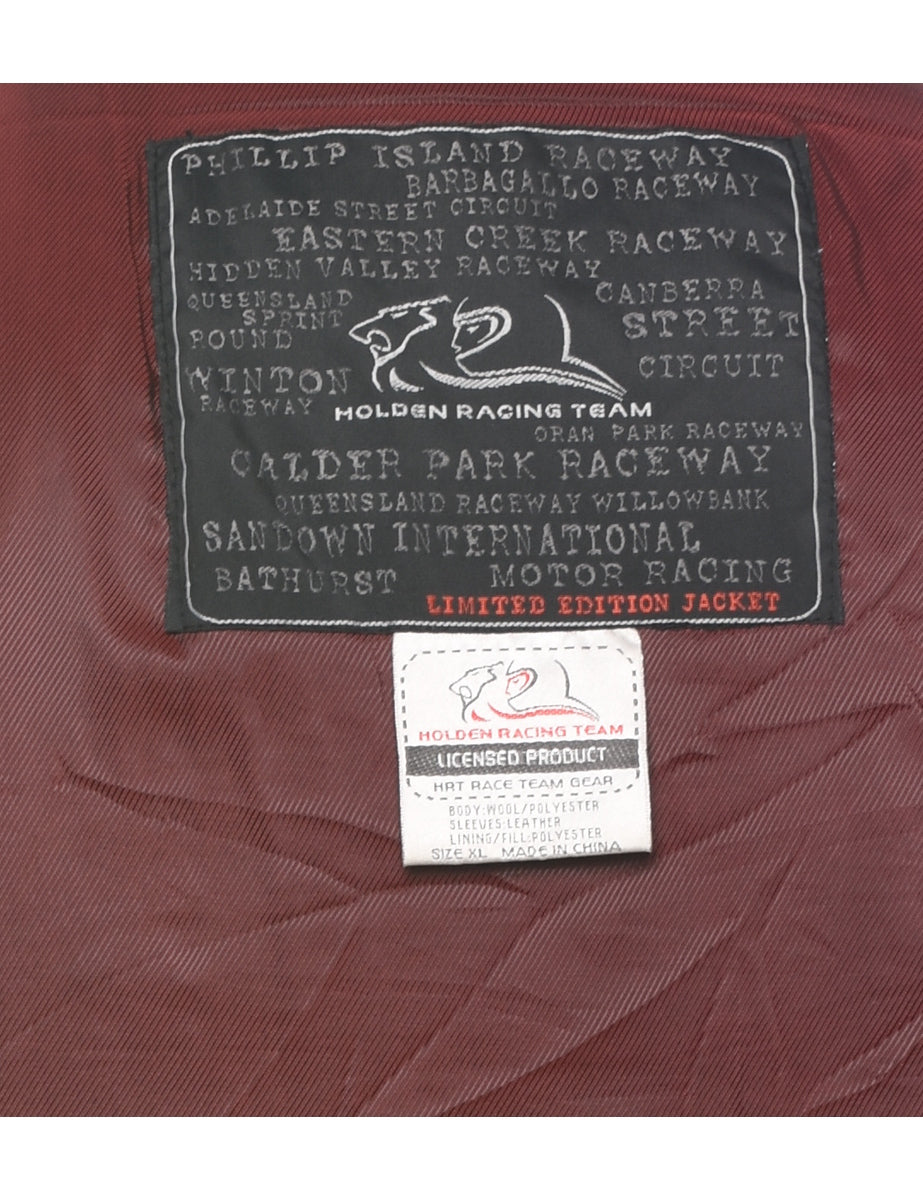 PHILLIP ISLAND RACEWAY
BARBAGALLO RACEWAY
ADELAIDE STREET CIRCUIT
EASTERN CREEK RACEWAY
HIDDEN VALLEY RACEWAY
QUEENSLAND
SPRINT
ROUND
CANBERRA
STREET
CIRCUIT
WINTON
RACEWAY
HOLDEN RACING TEAM
ORAN PARK RACEWAY
CALDER PARK RACEWAY
QUEENSLAND RACEWAY WILLOWBANK
SANDOWN INTERNATIONAL
BATHURST MOTOR RACING
LIMITED EDITION JACKET
HOLDEN RACING TEAM
LICENSED PRODUCT
HRT RACE TEAM GEAR
BODY:WOOL/POLYESTER
SLEEVES:LEATHER
LINING/FILL:POLYESTER
SIZE XL MADE IN CHINA